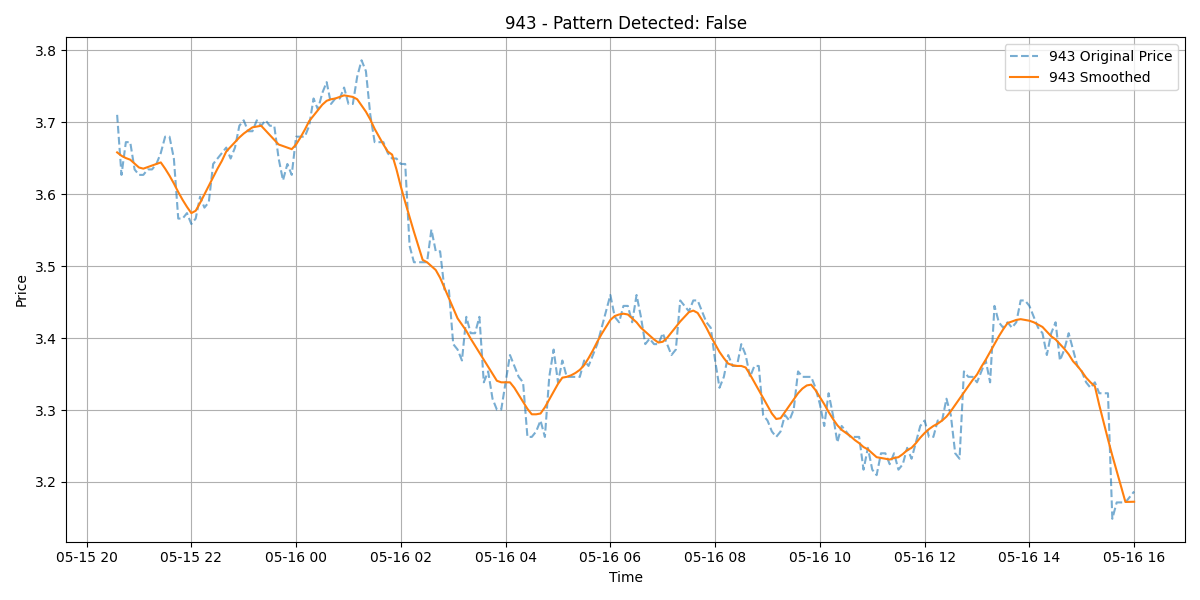 943 - Pattern Detected: False
943 Original Price
943 Smoothed
3.8
3.7
3.6
3.5
3.4
3.3
3.2
Price
05-15 20 05-15 22 05-16 00 05-16 02 05-16 04 05-16 06 05-16 08 05-16 10 05-16 12 05-16 14 05-16 16
Time